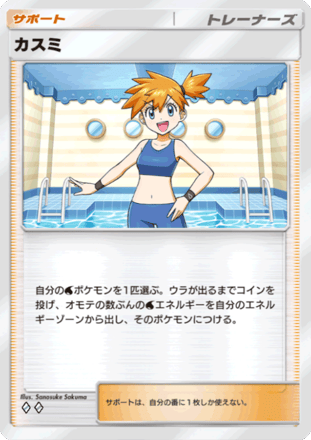 サポート
トレーナーズ
カスミ
自分の💧ポケモンを1匹選ぶ。ウラが出るまでコインを
投げ、オモテの数ぶんの💧エネルギーを自分のエネル
ギーゾーンから出し、そのポケモンにつける。
Illus. Sanosuke Sakuma
サポートは、自分の番に1枚しか使えない。